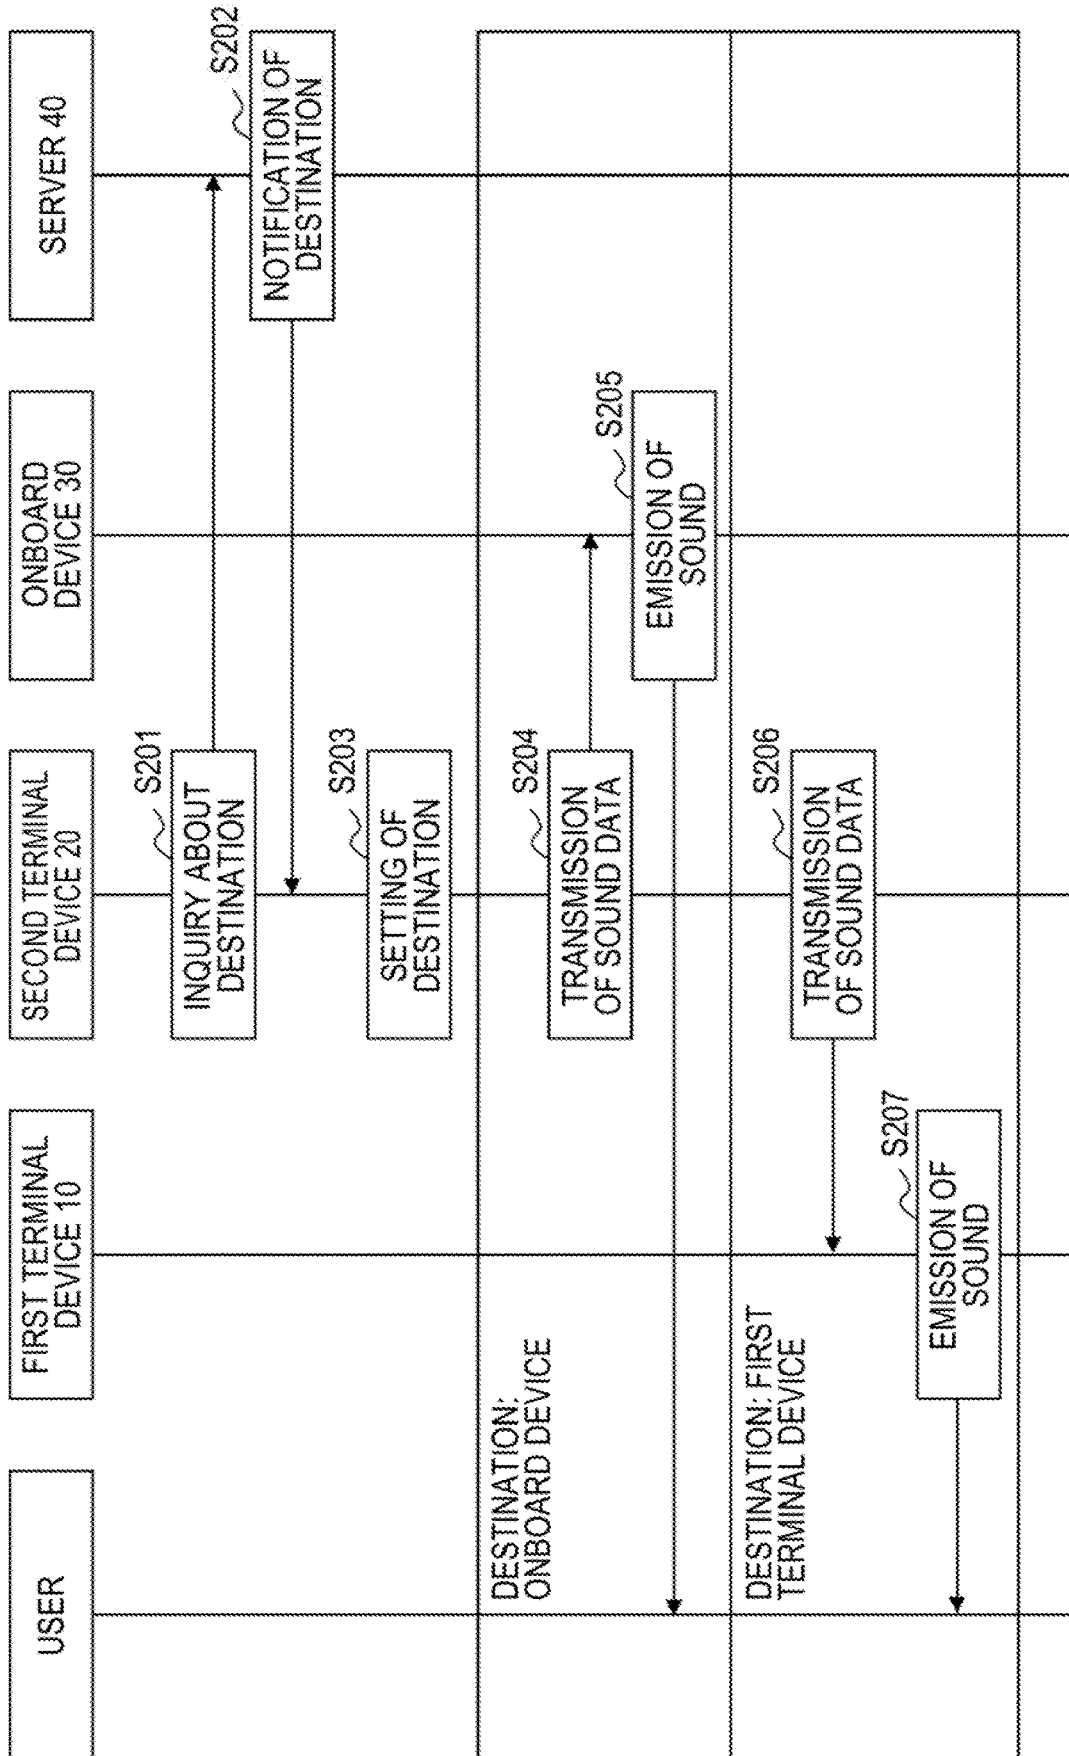 USER
FIRST TERMINAL
DEVICE 10
SECOND TERMINAL
DEVICE 20
ONBOARD
DEVICE 30
SERVER 40
S201
INQUIRY ABOUT
DESTINATION
S202
NOTIFICATION OF
DESTINATION
S203
SETTING OF
DESTINATION
DESTINATION:
ONBOARD DEVICE
S204
TRANSMISSION
OF SOUND DATA
S205
EMISSION OF
SOUND
DESTINATION: FIRST
TERMINAL DEVICE
S206
TRANSMISSION
OF SOUND DATA
S207
EMISSION OF
SOUND